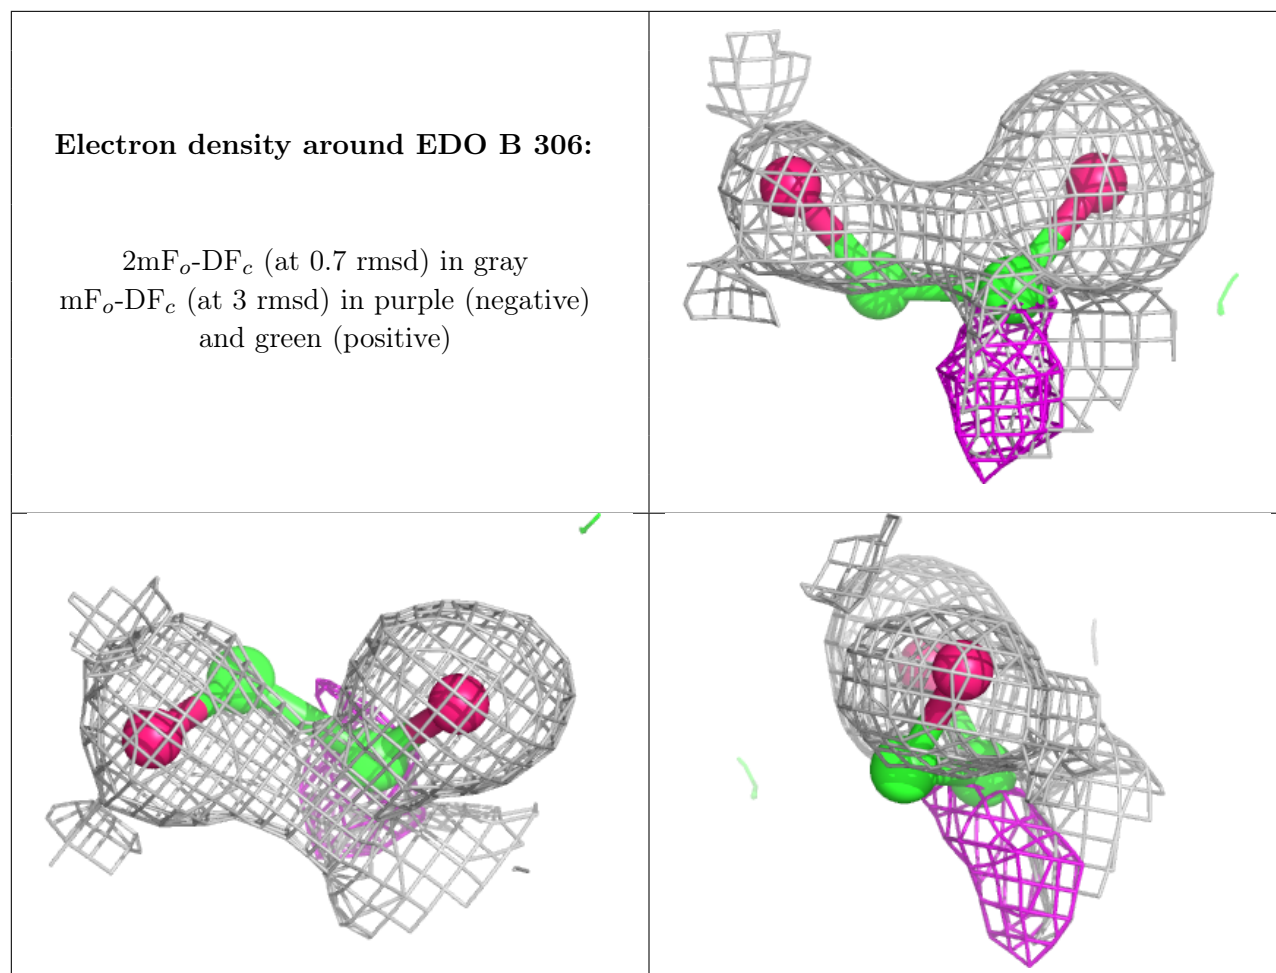 Electron density around EDO B 306:
2mFo-DFc (at 0.7 rmsd) in gray
mFo-DFc (at 3 rmsd) in purple (negative)
and green (positive)